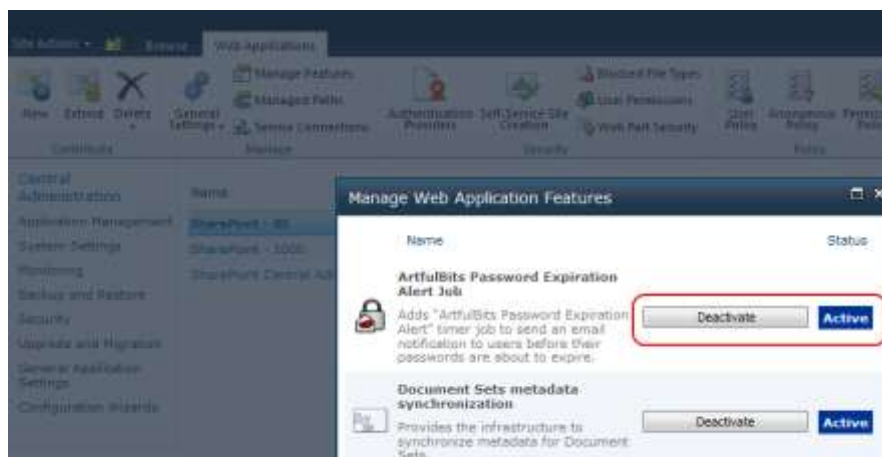 Site Actions
Browse
Web Applications
New
Extend
Delete
General Settings
Manage Features
Managed Paths
Service Connections
Authentication Providers
Self-Service Site Creation
Blocked File Types
User Permissions
Web Part Security
User Policy
Anonymous Policy
Contribute
Manage
Security
Policy
Central
Administration
Application Management
System Settings
Monitoring
Backup and Restore
Security
Upgrade and Migration
General Application
Settings
Configuration Wizards
Name
SharePoint - 80
SharePoint Central
Manage Web Application Features
Name
Status
ArtfulBits Password Expiration
Alert Job
Adds "ArtfulBits Password Expiration
Alert" timer job to send an email
notification to users before their
passwords are about to expire.
Deactivate
Active
Document Sets metadata
synchronization
Provides the infrastructure to
synchronize metadata for Document
Sets.
Deactivate
Active